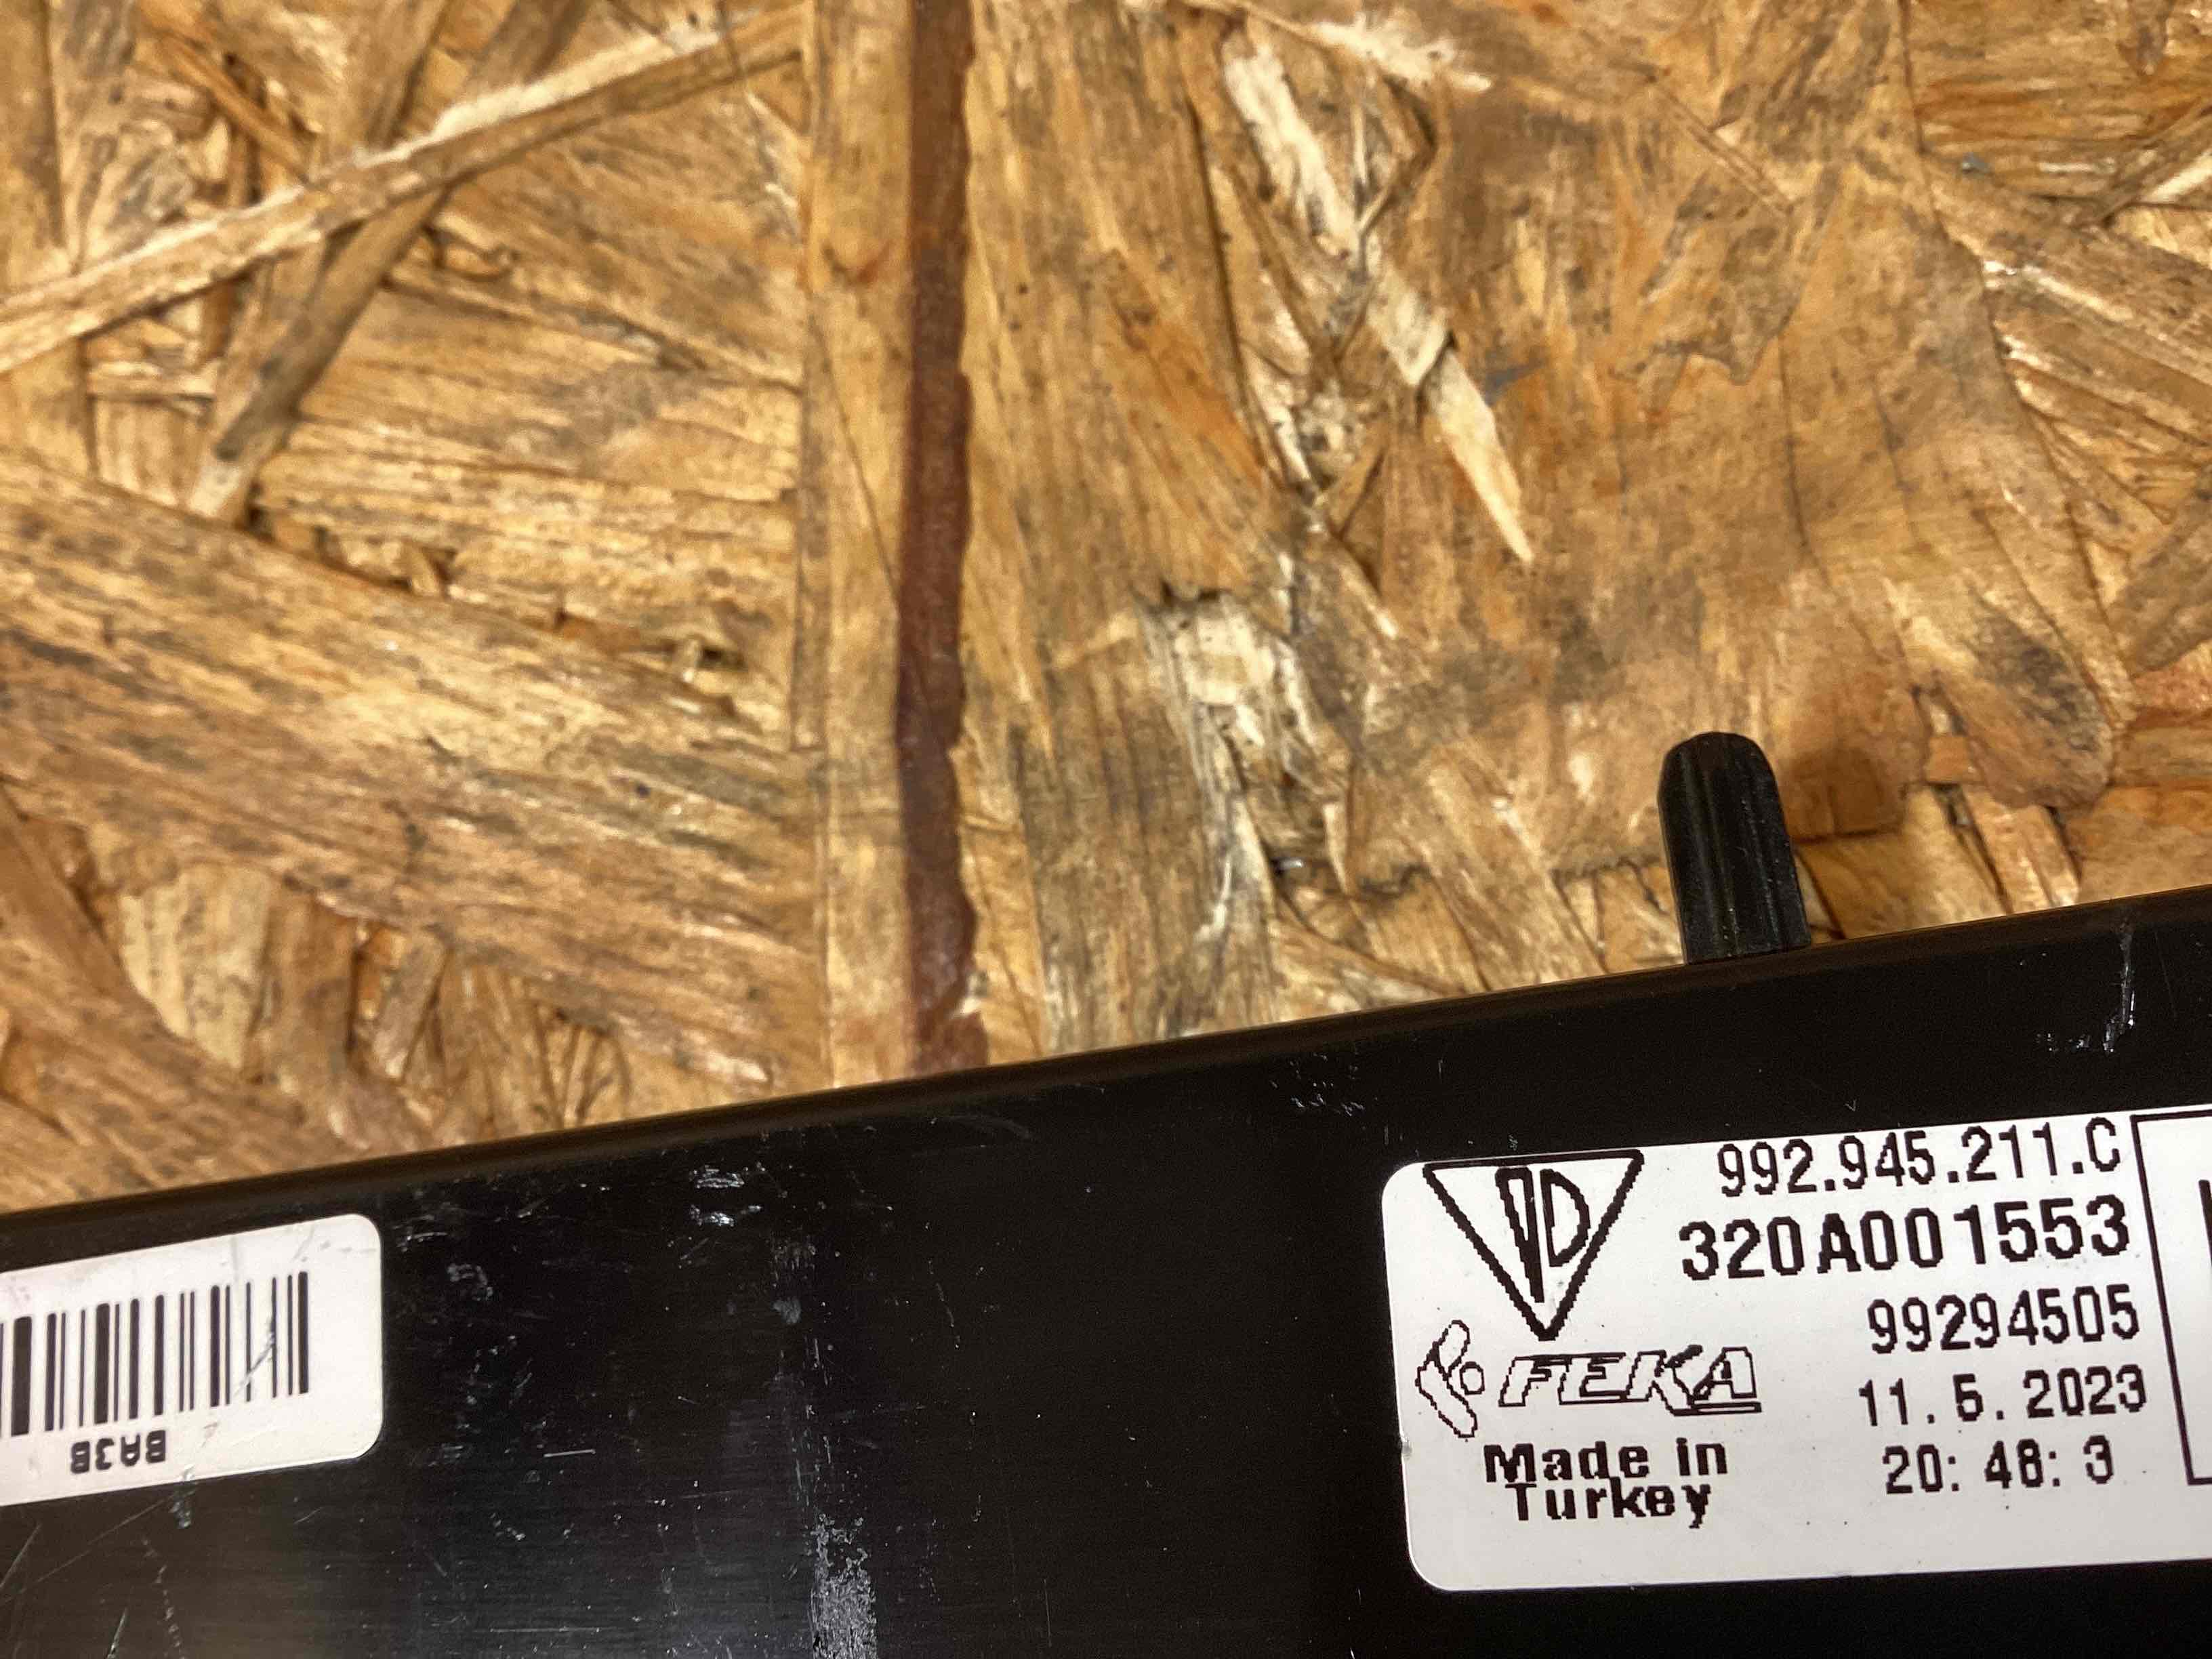 992.945.211.C
320A001553
99294505
FEKA
11.5.2023
Made in
Turkey
20:48:3
BA3B